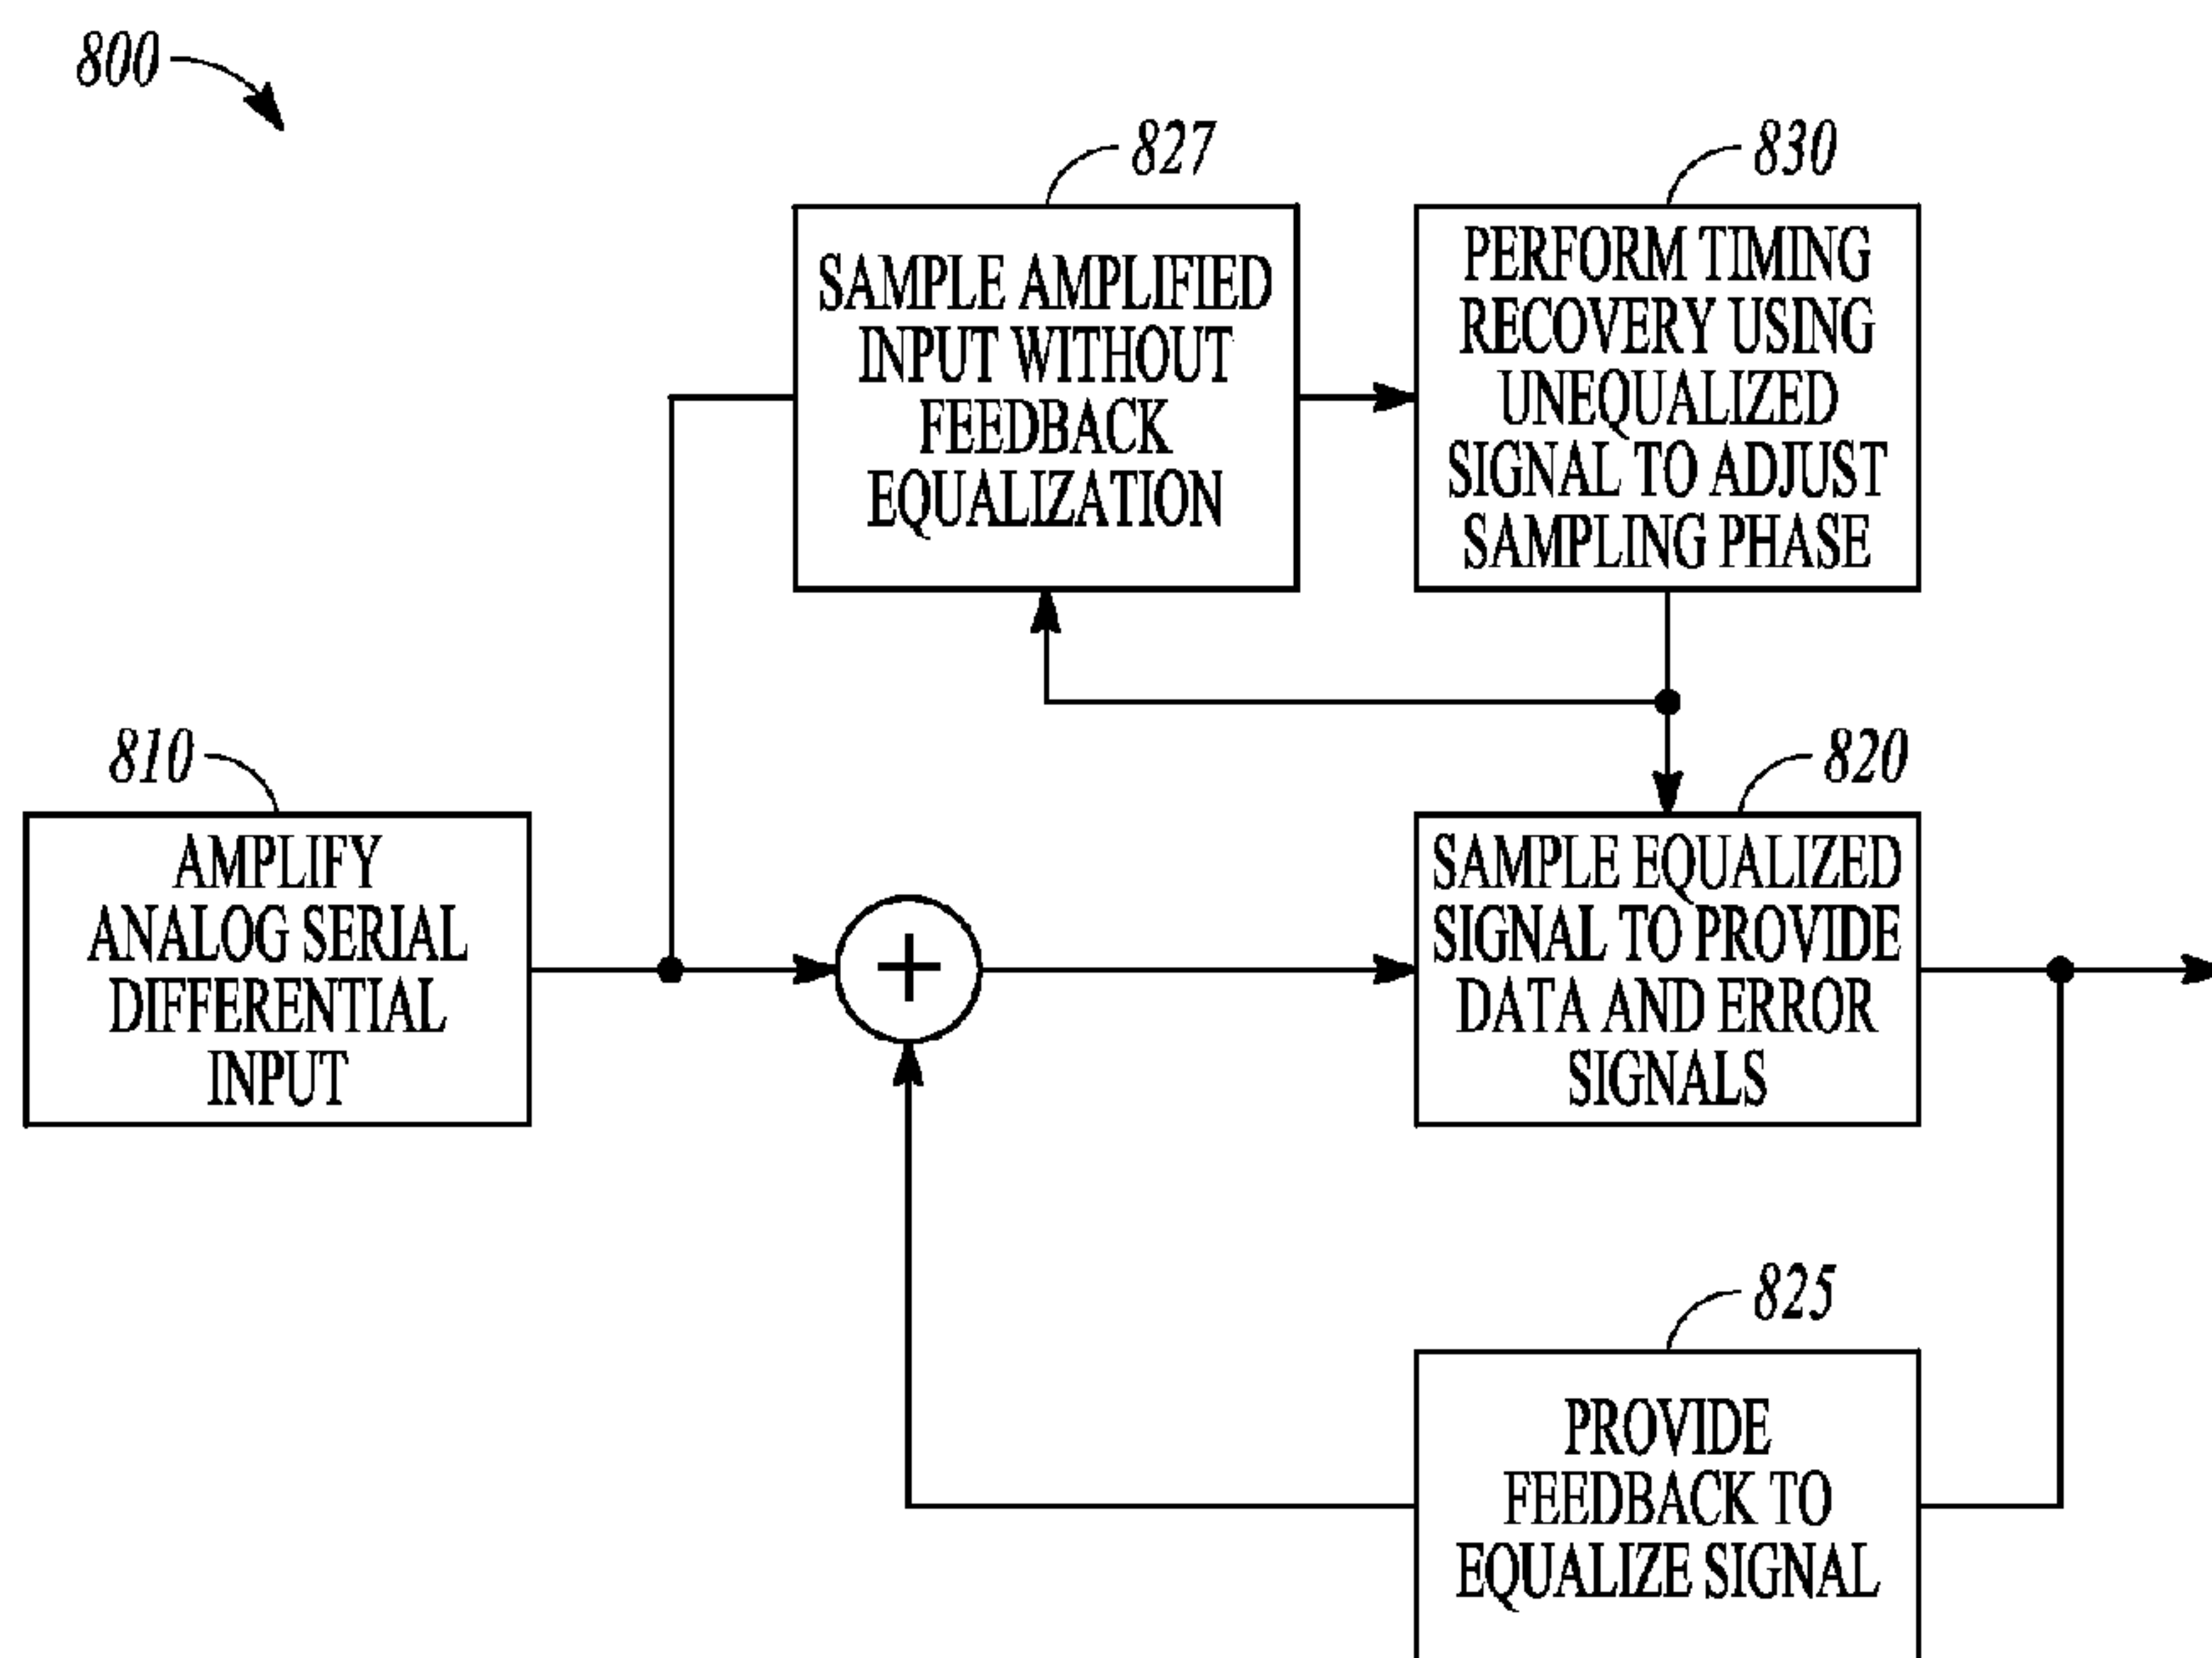 800
827
SAMPLE AMPLIFIED
INPUT WITHOUT
FEEDBACK
EQUALIZATION
830
PERFORM TIMING
RECOVERY USING
UNEQUALIZED
SIGNAL TO ADJUST
SAMPLING PHASE
810
AMPLIFY
ANALOG SERIAL
DIFFERENTIAL
INPUT
+
820
SAMPLE EQUALIZED
SIGNAL TO PROVIDE
DATA AND ERROR
SIGNALS
825
PROVIDE
FEEDBACK TO
EQUALIZE SIGNAL